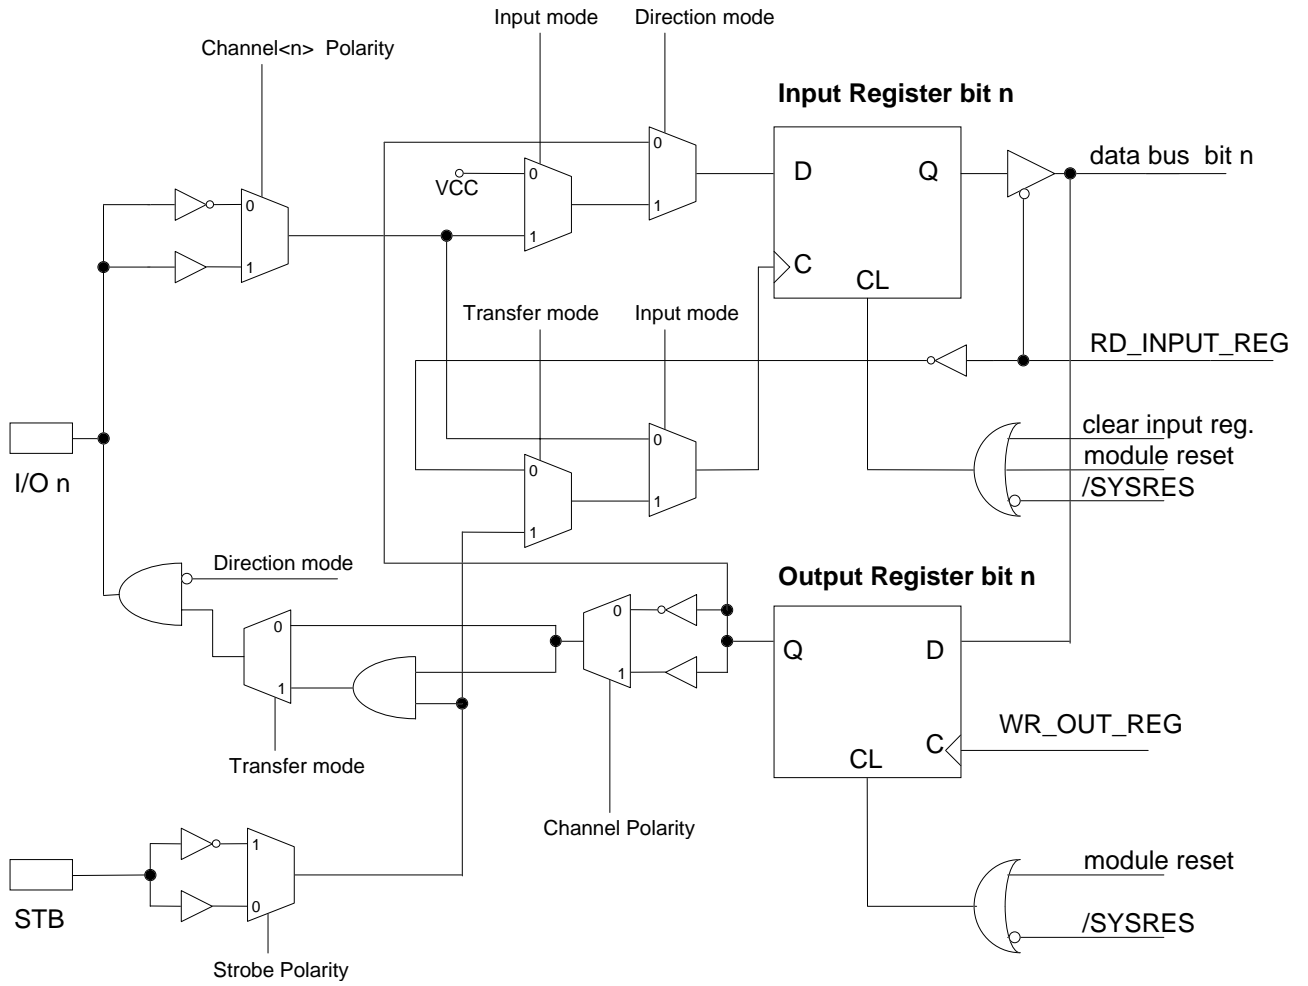 Input mode
Direction mode
Channel<n> Polarity
Input Register bit n
0
0
VCC
D
Q
data bus bit n
0
1
1
1
C
CL
Transfer mode
Input mode
RD_INPUT_REG
clear input reg.
0
module reset
0
I/O n
/SYSRES
1
1
Direction mode
Output Register bit n
0
0
Q
D
1
1
WR_OUT_REG
C
CL
Transfer mode
Channel Polarity
1
module reset
0
STB
/SYSRES
Strobe Polarity